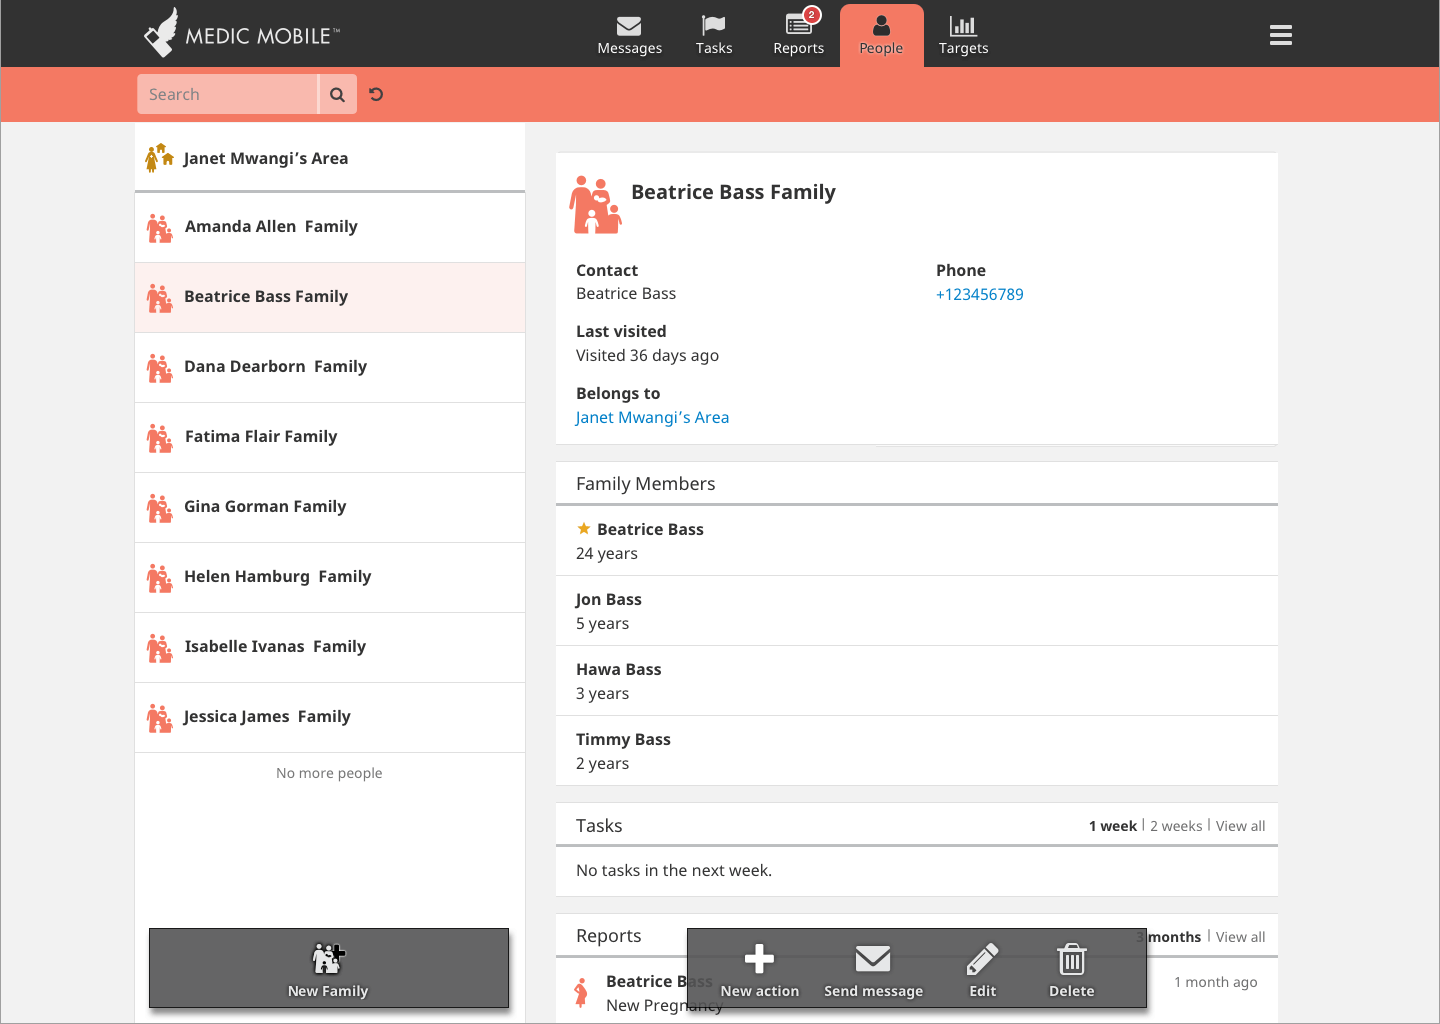 MEDIC MOBILE™
Messages
Tasks
2
Reports
People
Targets
Search
Janet Mwangi’s Area
Amanda Allen  Family
Beatrice Bass Family
Dana Dearborn  Family
Fatima Flair Family
Gina Gorman Family
Helen Hamburg  Family
Isabelle Ivanas  Family
Jessica James  Family
No more people
New Family
Beatrice Bass Family
Contact
Beatrice Bass
Phone
+123456789
Last visited
Visited 36 days ago
Belongs to
Janet Mwangi’s Area
Family Members
Beatrice Bass
24 years
Jon Bass
5 years
Hawa Bass
3 years
Timmy Bass
2 years
Tasks
1 week | 2 weeks | View all
No tasks in the next week.
Reports
3 months | View all
Beatrice Bass
1 month ago
New Pregnancy
New action
Send message
Edit
Delete